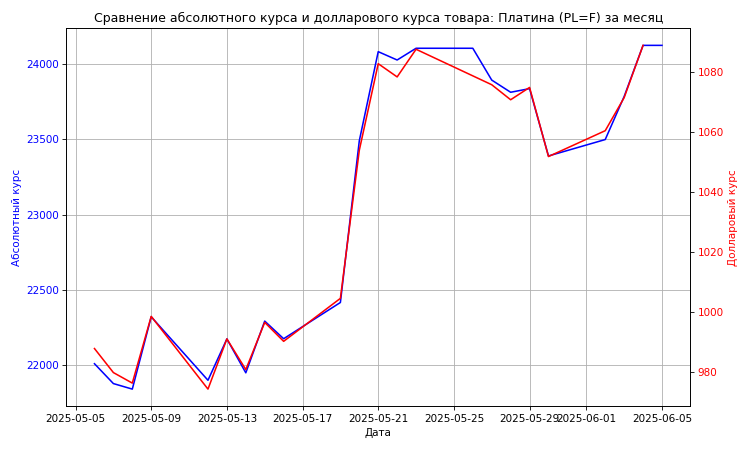 Сравнение абсолютного курса и долларового курса товара: Платина (PL=F) за месяц
24000
23500
23000
22500
22000
Абсолютный курс
1080
1060
1040
1020
1000
980
Долларовый курс
2025-05-05 2025-05-09 2025-05-13 2025-05-17 2025-05-21 2025-05-25 2025-05-29 2025-06-01 2025-06-05
Дата